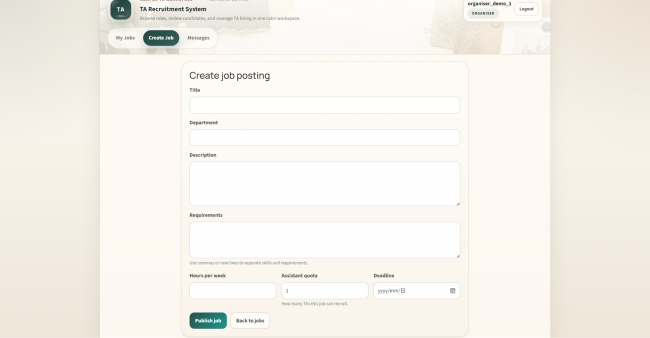 TA
TA Recruitment System
Browse roles, review candidates, and manage TA hiring in one calm workspace.
organiser_demo_1
ORGANISER
Logout
My Jobs
Create Job
Messages
Create job posting
Title
Department
Description
Requirements
Use commas or new lines to separate skills and requirements.
Hours per week
Assistant quota
Deadline
1
yyyy/mm/日
How many TAs this job can recruit.
Publish job
Back to jobs